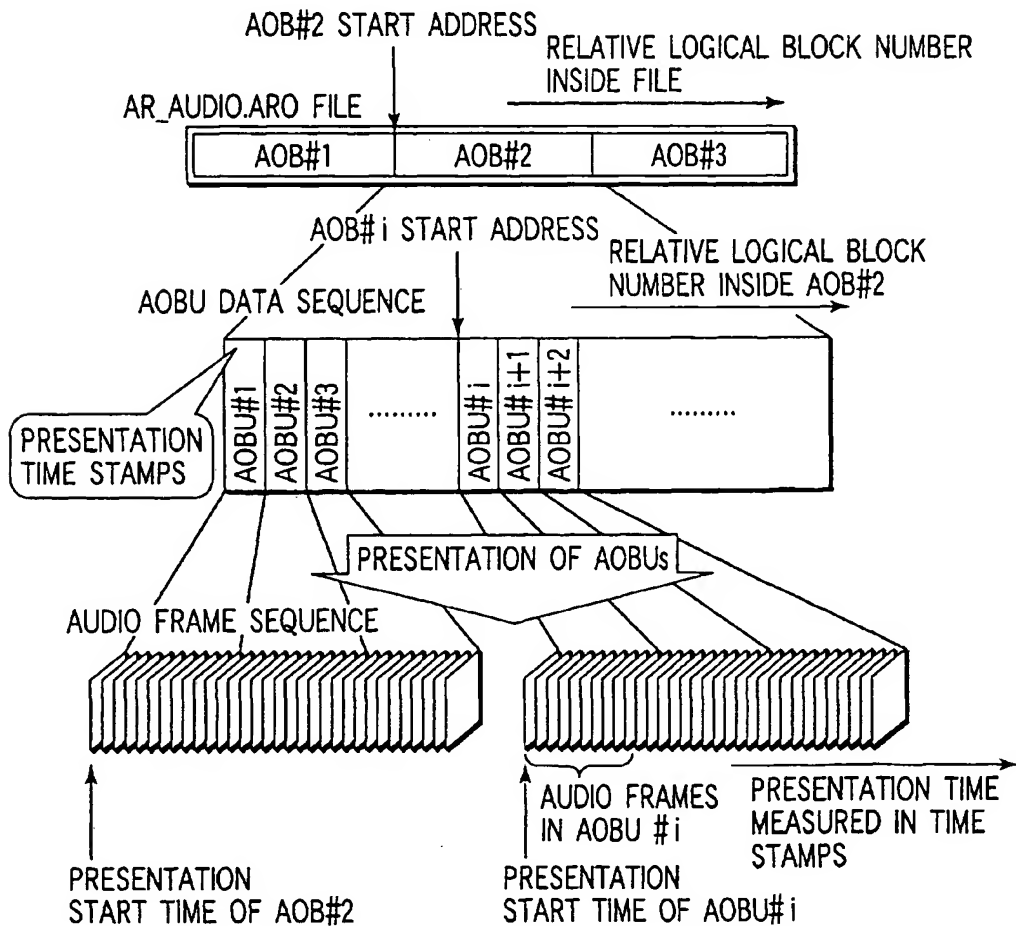 AOB#2 START ADDRESS
RELATIVE LOGICAL BLOCK NUMBER
INSIDE FILE
AR_AUDIO.ARO FILE
AOB#1
AOB#2
AOB#3
AOB#i START ADDRESS
RELATIVE LOGICAL BLOCK
NUMBER INSIDE AOB#2
AOBU DATA SEQUENCE
AOBU#1
AOBU#2
AOBU#3
.........
AOBU#i
AOBU#i+1
AOBU#i+2
.........
PRESENTATION
TIME STAMPS
PRESENTATION OF AOBUs
AUDIO FRAME SEQUENCE
AUDIO FRAMES
IN AOBU #i
PRESENTATION TIME
MEASURED IN TIME
STAMPS
PRESENTATION
START TIME OF AOB#2
PRESENTATION
START TIME OF AOBU#i